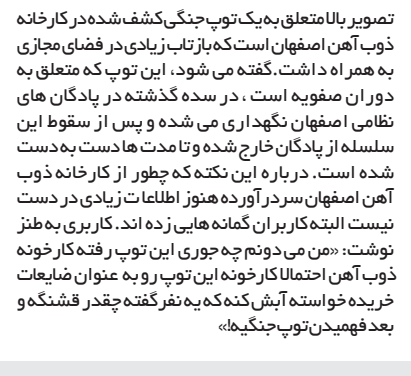 تصویر بالا متعلق به یک توپ جنگی کشف شده در کارخانه
ذوب آهن اصفهان است که بازتاب زیادی در فضای مجازی
به همراه داشت. گفته می شود، این توپ که متعلق به
دوران صفویه است ، در سده گذشته در پادگان های
نظامی اصفهان نگهداری می شده و پس از سقوط این
سلسله از پادگان خارج شده و تا مدت ها دست به دست
شده است. درباره این نکته که چطور از کارخانه ذوب
آهن اصفهان سردرآورده هنوز اطلاعات زیادی در دست
نیست البته کاربران گمانه هایی زده اند. کاربری به طنز
نوشت: «من می دونم چه جوری این توپ رفته کارخونه
ذوب آهن احتمالا کارخونه این توپ رو به عنوان ضایعات
خریده خواسته آبش کنه که یه نفر گفته چقدر قشنگه و
بعد فهمیدن توپ جنگیه!»